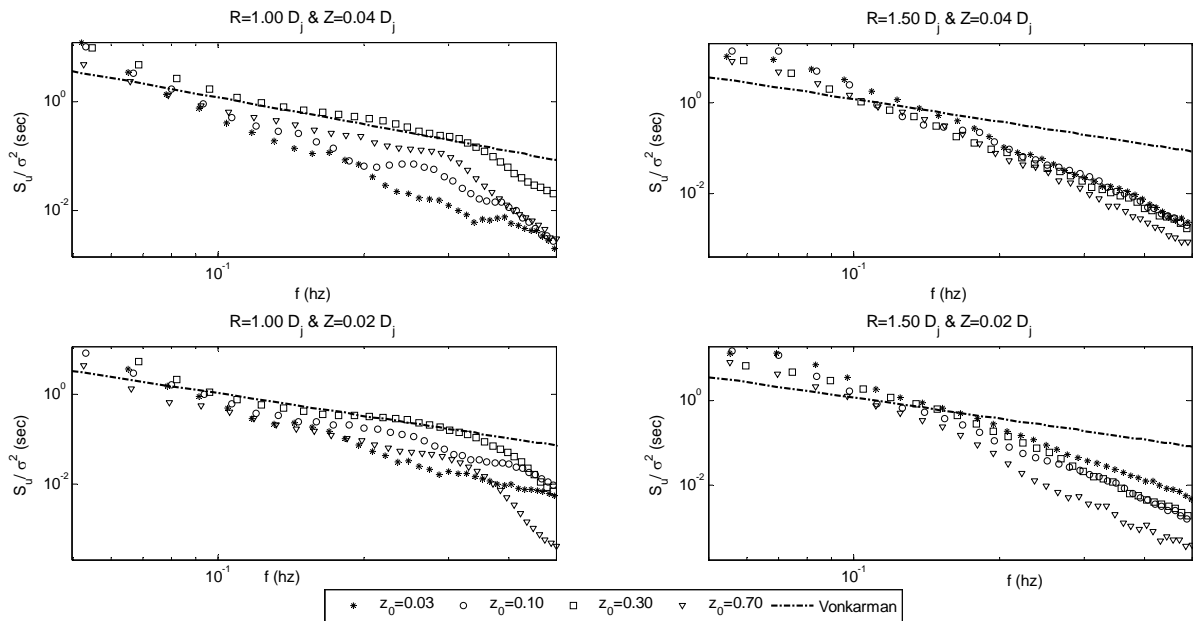 R=1.00 D_j & Z=0.04 D_j
R=1.50 D_j & Z=0.04 D_j
S_u/ σ^2 (sec)
10^0
10^-2
10^-1
f (hz)
S_u/ σ^2 (sec)
10^0
10^-2
10^-1
f (hz)
R=1.00 D_j & Z=0.02 D_j
R=1.50 D_j & Z=0.02 D_j
S_u/ σ^2 (sec)
10^0
10^-2
10^-1
f (hz)
S_u/ σ^2 (sec)
10^0
10^-2
10^-1
f (hz)
z_0=0.03 z_0=0.10 z_0=0.30 z_0=0.70 Vonkarman